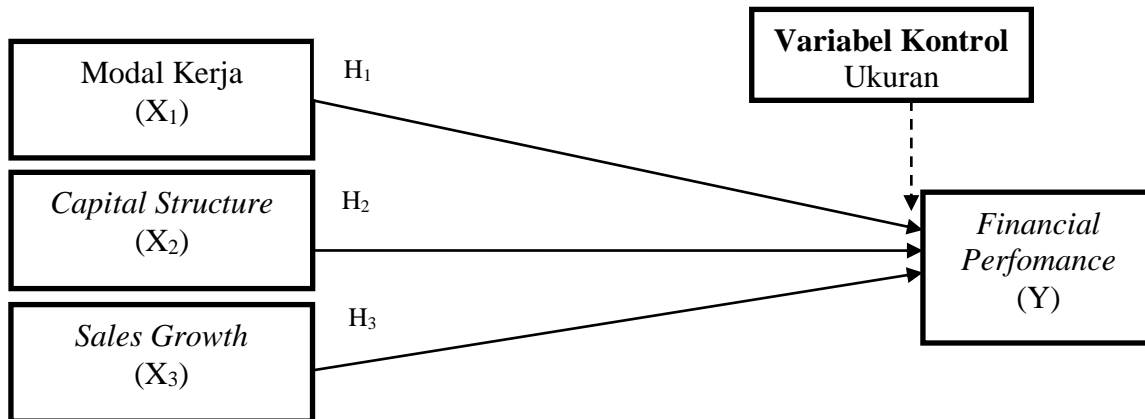 Variabel Kontrol
Ukuran
Modal Kerja
(X₁)
H₁
Capital Structure
(X₂)
H₂
Financial
Perfomance
(Y)
Sales Growth
(X₃)
H₃